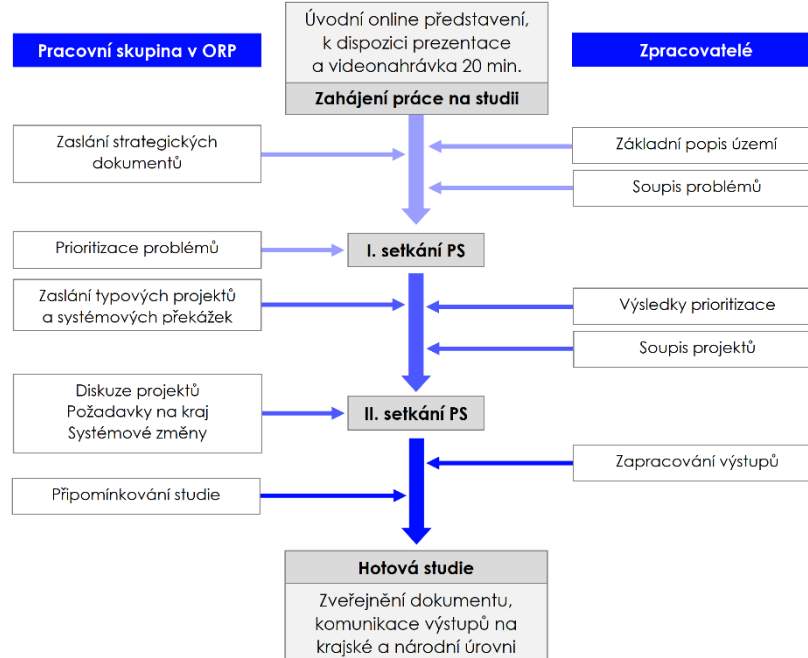 Úvodní online představení,
k dispozici prezentace
a videonahrávka 20 min.
Pracovní skupina v ORP
Zpracovatelé
Zahájení práce na studii
Zaslání strategických
dokumentů
Základní popis území
Soupis problémů
Prioritizace problémů
I. setkání PS
Zaslání typových projektů
a systémových překážek
Výsledky prioritizace
Soupis projektů
Diskuze projektů
Požadavky na kraj
Systémové změny
II. setkání PS
Zapracování výstupů
Připomínkování studie
Hotová studie
Zveřejnění dokumentu,
komunikace výstupů na
krajské a národní úrovni